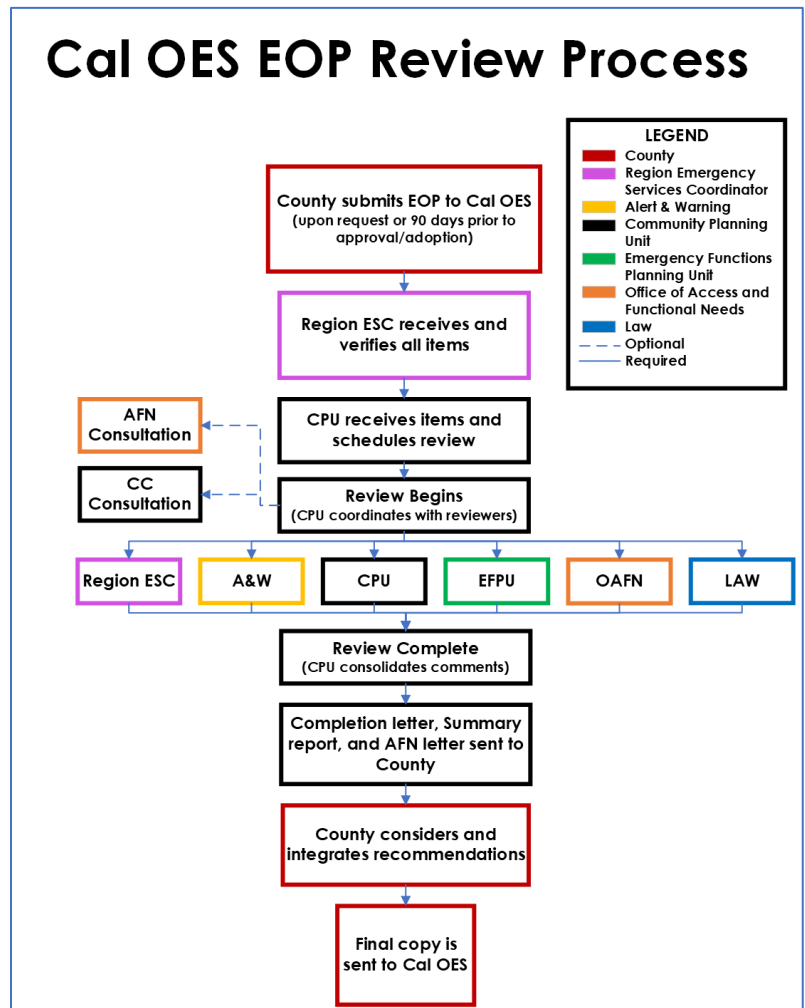 Cal OES EOP Review Process
LEGEND
County
Region Emergency
Services Coordinator
Alert & Warning
Community Planning
Unit
Emergency Functions
Planning Unit
Office of Access and
Functional Needs
Law
Optional
Required
County submits EOP to Cal OES
(upon request or 90 days prior to
approval/adoption)
Region ESC receives and
verifies all items
AFN
Consultation
CPU receives items and
schedules review
CC
Consultation
Review Begins
(CPU coordinates with reviewers)
Region ESC
A&W
CPU
EFPU
OAFN
LAW
Review Complete
(CPU consolidates comments)
Completion letter, Summary
report, and AFN letter sent to
County
County considers and
integrates recommendations
Final copy is
sent to Cal OES